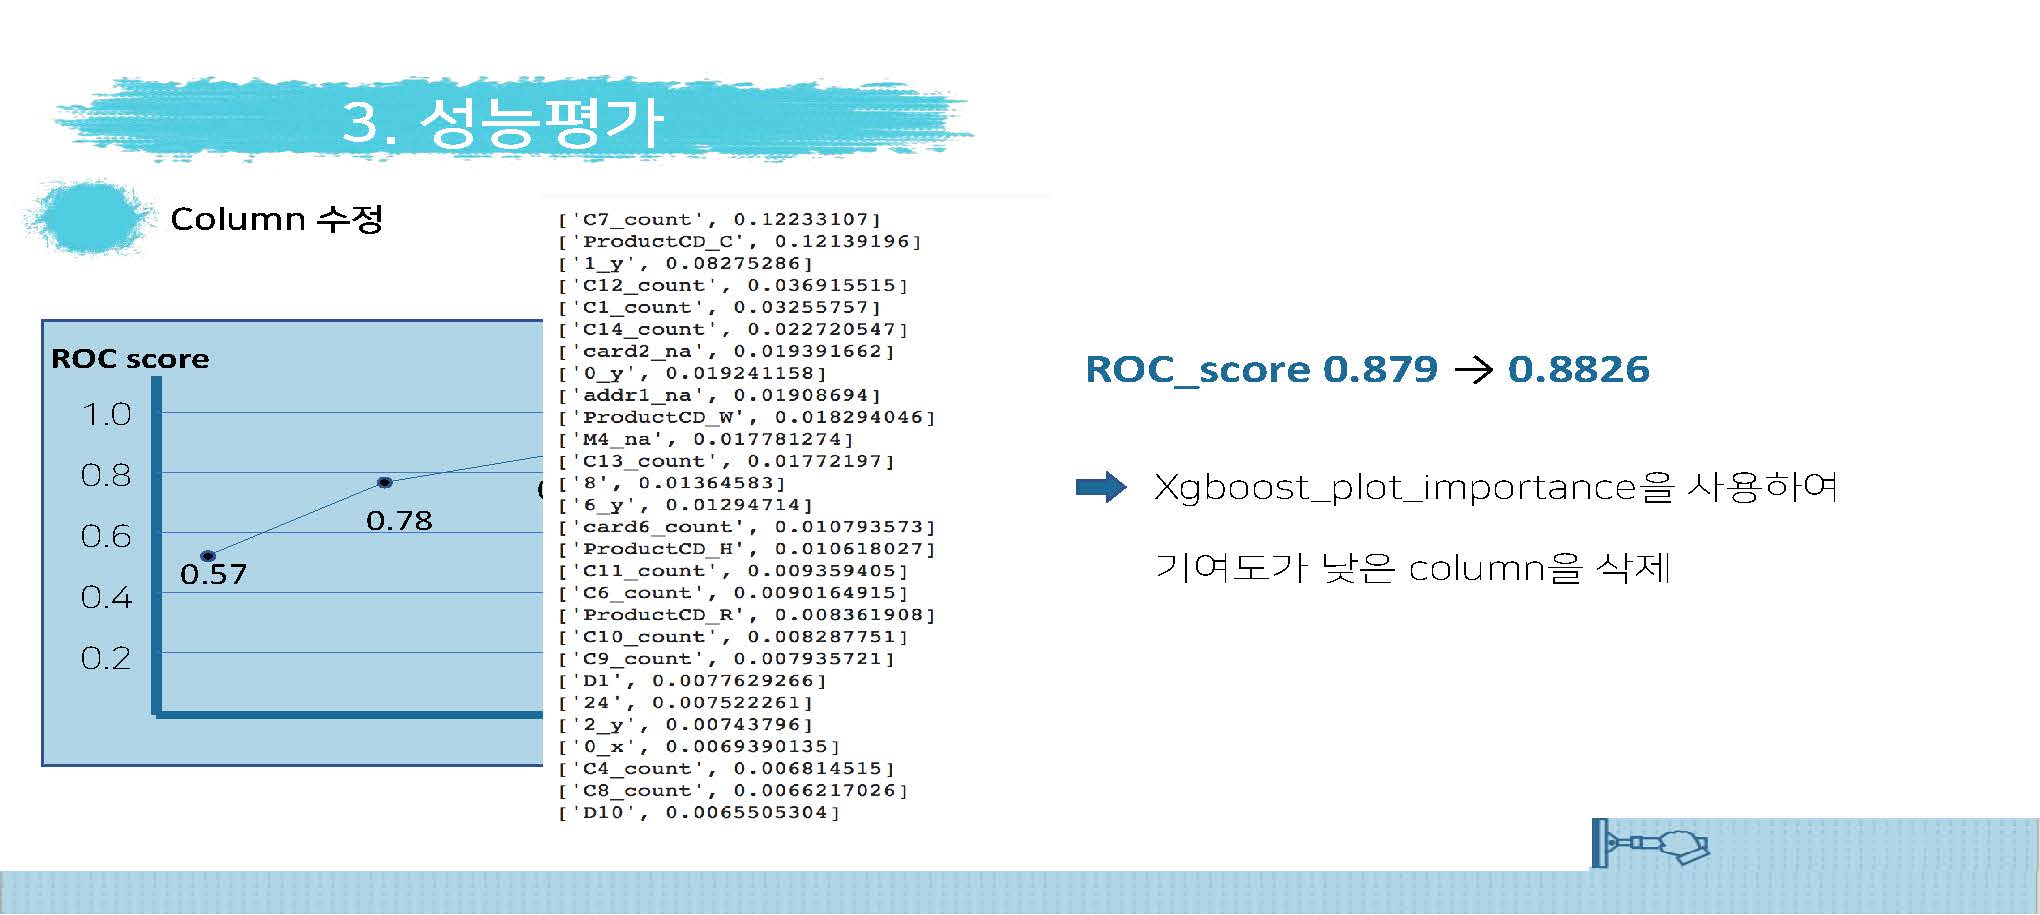 3. 성능평가
Column 수정
ROC score
1.0
0.8
0.6
0.4
0.2
0.57
0.78
['C7_count', 0.12233107]
['ProductCD_C', 0.12139196]
['1_y', 0.08275286]
['C12_count', 0.036915515]
['C1_count', 0.03255757]
['C14_count', 0.022720547]
['card2_na', 0.019391662]
['0_y', 0.019241158]
['addr1_na', 0.01908694]
['ProductCD_W', 0.018294046]
['M4_na', 0.017781274]
['C13_count', 0.01772197]
['8', 0.01364583]
['6_y', 0.01294714]
['card6_count', 0.010793573]
['ProductCD_H', 0.010618027]
['C11_count', 0.009359405]
['C6_count', 0.0090164915]
['ProductCD_R', 0.008361908]
['C10_count', 0.008287751]
['C9_count', 0.007935721]
['D1', 0.0077629266]
['24', 0.007522261]
['2_y', 0.00743796]
['0_x', 0.0069390135]
['C4_count', 0.006814515]
['C8_count', 0.0066217026]
['D10', 0.0065505304]
ROC_score 0.879 → 0.8826
Xgboost_plot_importance을 사용하여
기여도가 낮은 column을 삭제